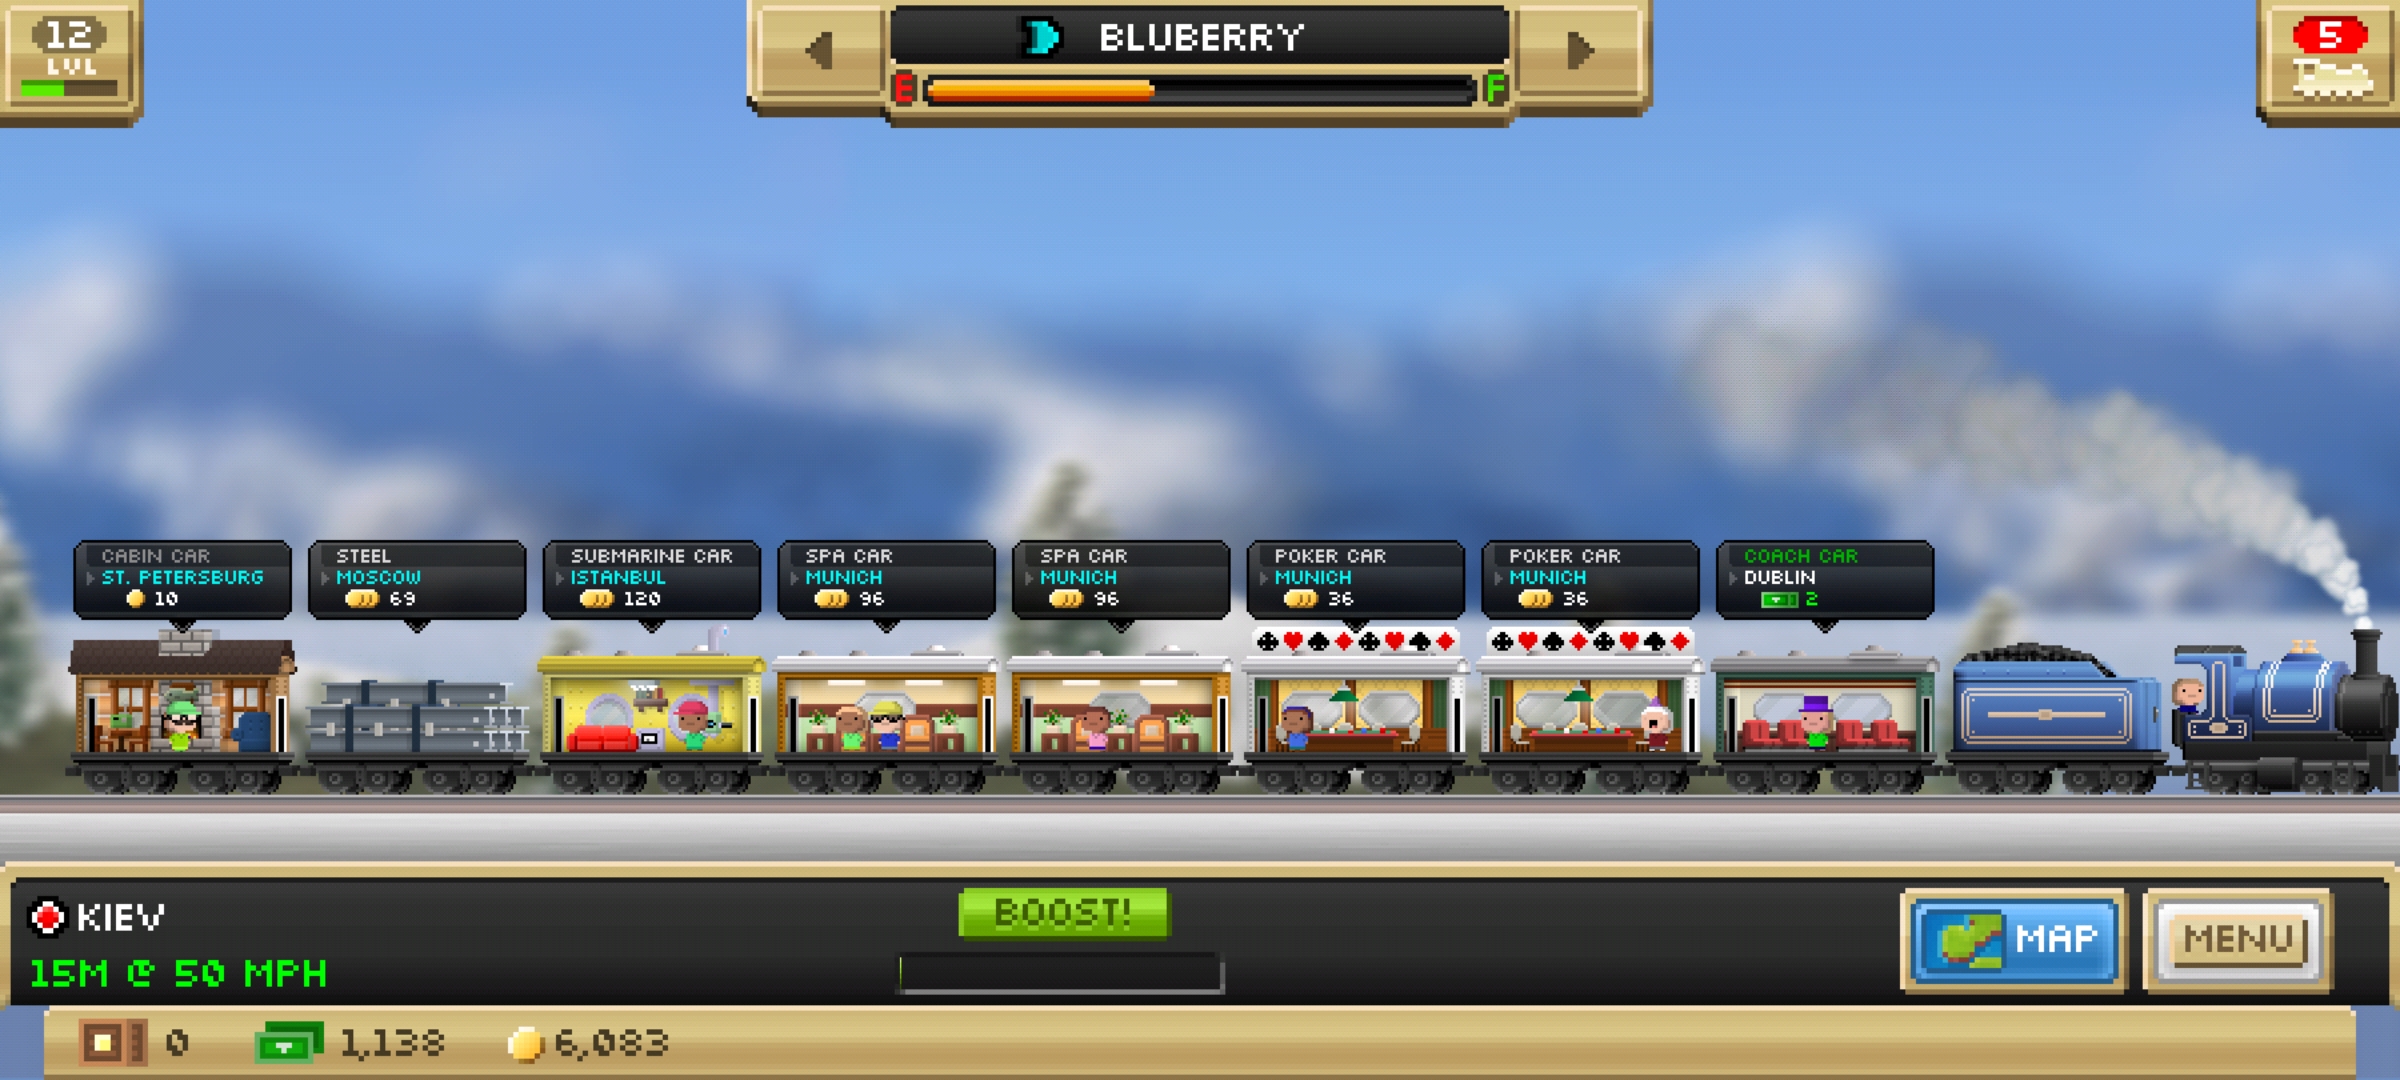 12
LVL
BLUBERRY
E
F
5
CABIN CAR
ST. PETERSBURG
10
STEEL
MOSCOW
69
SUBMARINE CAR
ISTANBUL
120
SPA CAR
MUNICH
96
SPA CAR
MUNICH
96
POKER CAR
MUNICH
36
POKER CAR
MUNICH
36
COACH CAR
DUBLIN
2
KIEV
15M @ 50 MPH
BOOST!
MAP
MENU
0
1,138
6,083